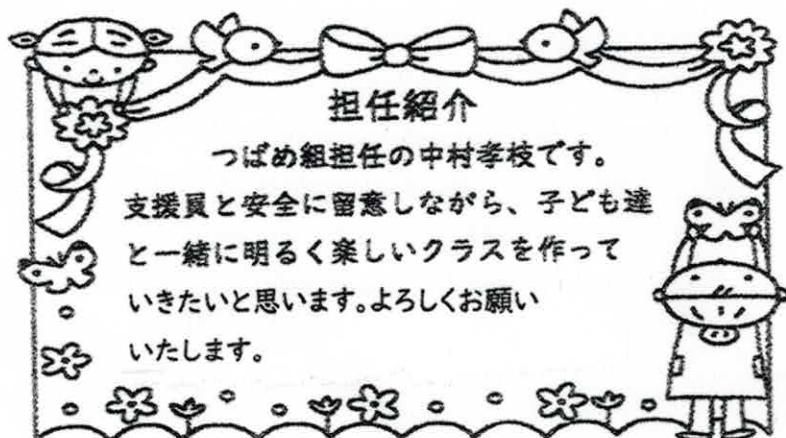 担任紹介
つばめ組担任の中村孝枝です。
支援員と安全に留意しながら、子ども達
と一緒に明るく楽しいクラスを作って
いきたいと思います。よろしくお願い
いたします。